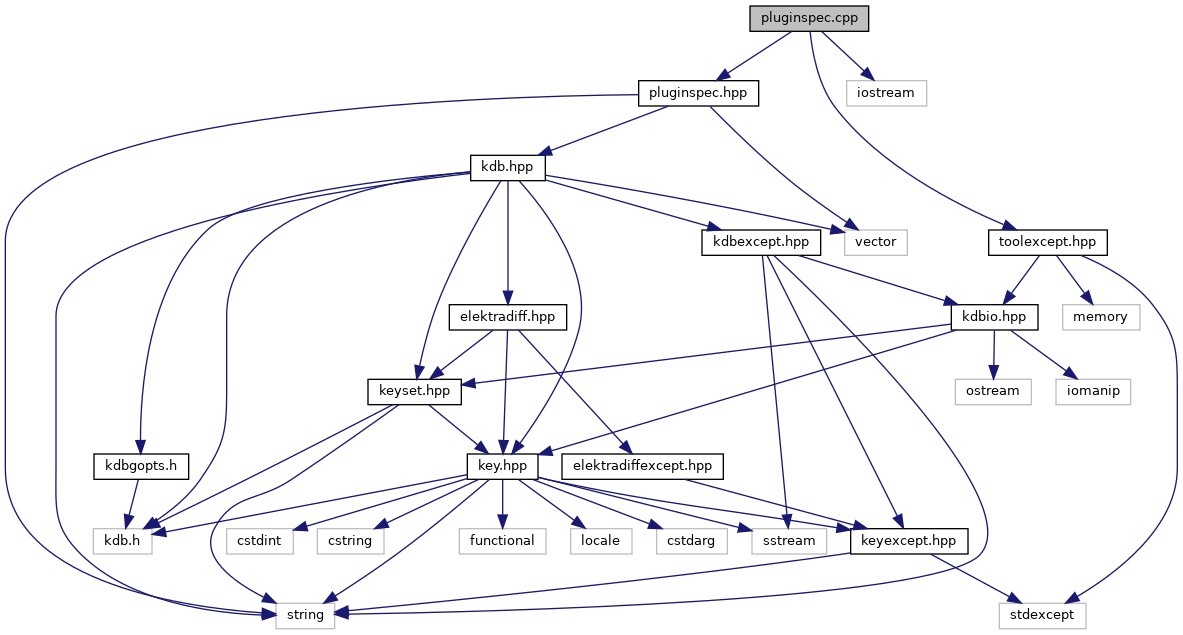 pluginspec.cpp
pluginspec.hpp
iostream
kdb.hpp
kdbexcept.hpp
vector
toolexcept.hpp
elektradiff.hpp
kdbio.hpp
memory
keyset.hpp
ostream
iomanip
kdbgopts.h
key.hpp
elektradiffexcept.hpp
kdb.h
cstdint
cstring
functional
locale
cstdarg
sstream
keyexcept.hpp
string
stdexcept